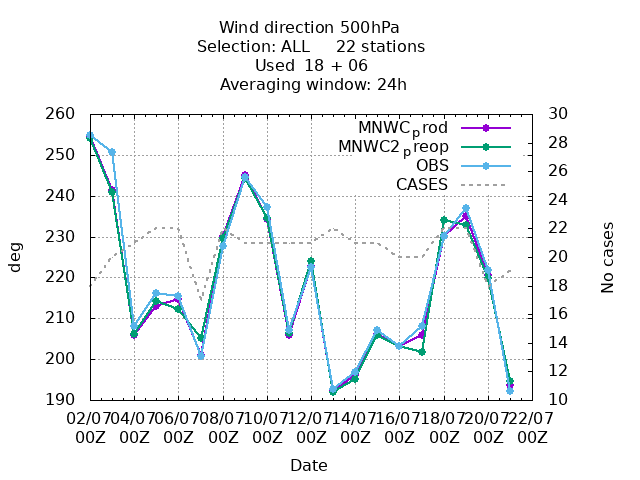 Wind direction 500hPa
Selection: ALL 22 stations
Used 18 + 06
Averaging window: 24h
260 30
MNWCprod
28
MNWC2preop
250
OBS
26
CASES
240 24
230 22
deg
No cases
20
220
18
210 16
14
200
12
190 10
02/07 04/07 06/07 08/07 10/07 12/07 14/07 16/07 18/07 20/07 22/07
00Z 00Z 00Z 00Z 00Z 00Z 00Z 00Z 00Z 00Z 00Z
Date